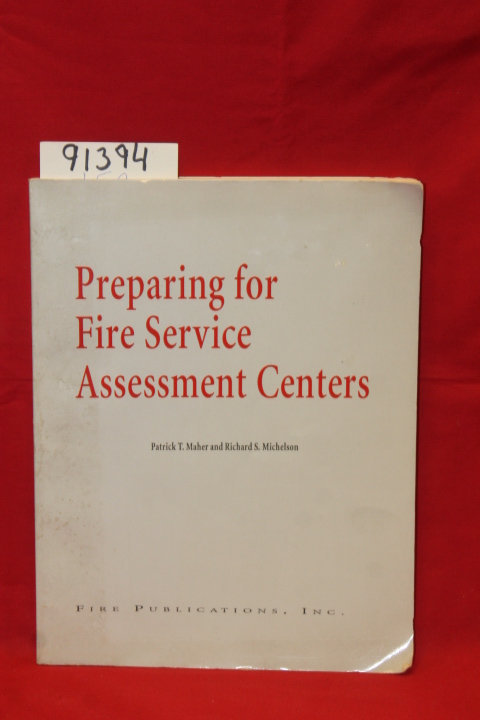 91394
Preparing for
Fire Service
Assessment Centers
Patrick T. Maher and Richard S. Michelson
Fire Publications, Inc.